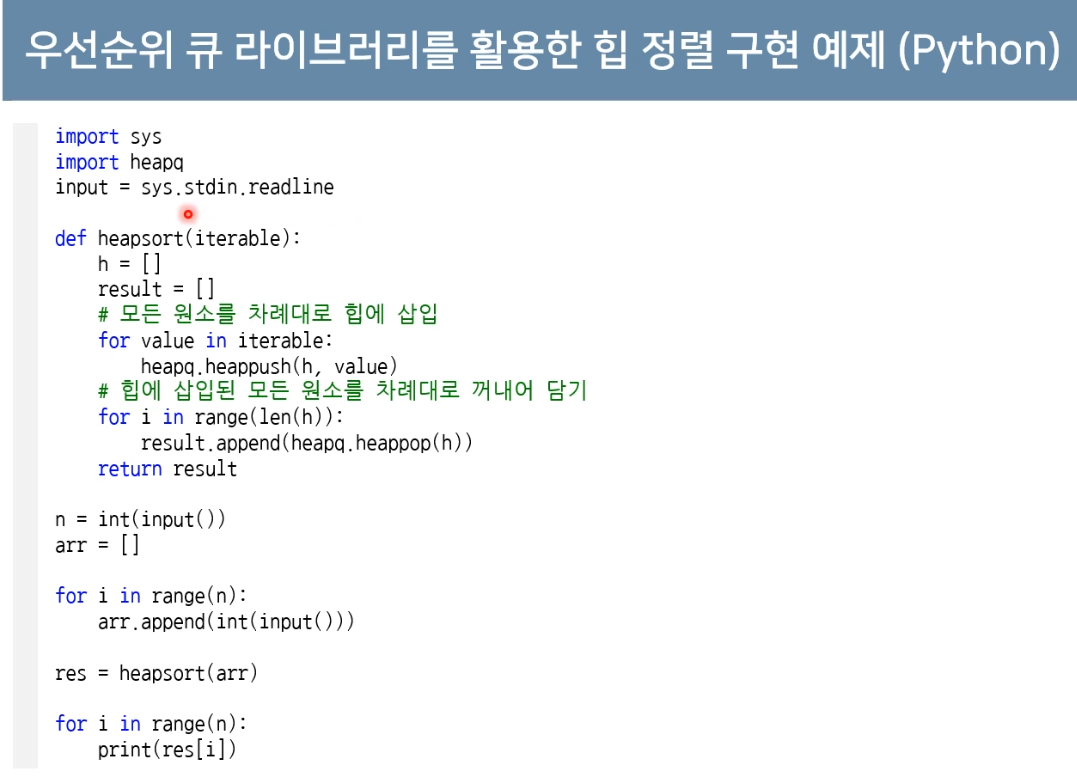 우선순위 큐 라이브러리를 활용한 힙 정렬 구현 예제 (Python)
import sys
import heapq
input = sys.stdin.readline
def heapsort(iterable):
    h = []
    result = []
    # 모든 원소를 차례대로 힙에 삽입
    for value in iterable:
        heapq.heappush(h, value)
    # 힙에 삽입된 모든 원소를 차례대로 꺼내어 담기
    for i in range(len(h)):
        result.append(heapq.heappop(h))
    return result
n = int(input())
arr = []
for i in range(n):
    arr.append(int(input()))
res = heapsort(arr)
for i in range(n):
    print(res[i])